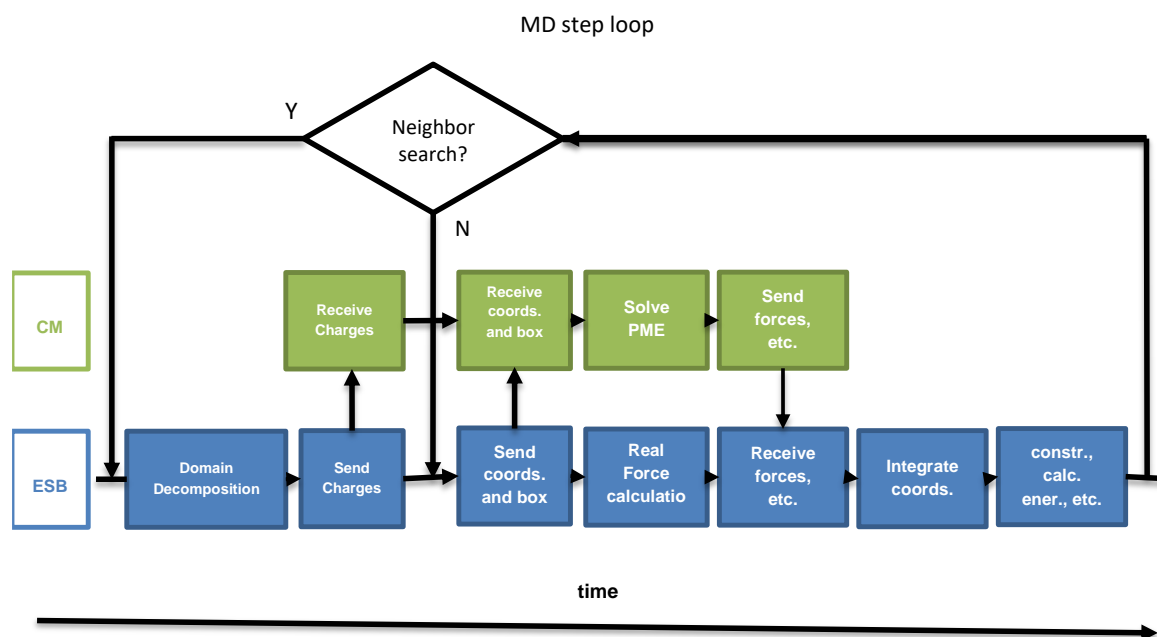 MD step loop
Y
Neighbor
search?
N
CM
Receive
Charges
Receive
coords.
and box
Solve
PME
Send
forces,
etc.
ESB
Domain
Decomposition
Send
Charges
Send
coords.
and box
Real
Force
calculatio
Receive
forces,
etc.
Integrate
coords.
constr.,
calc.
ener., etc.
time